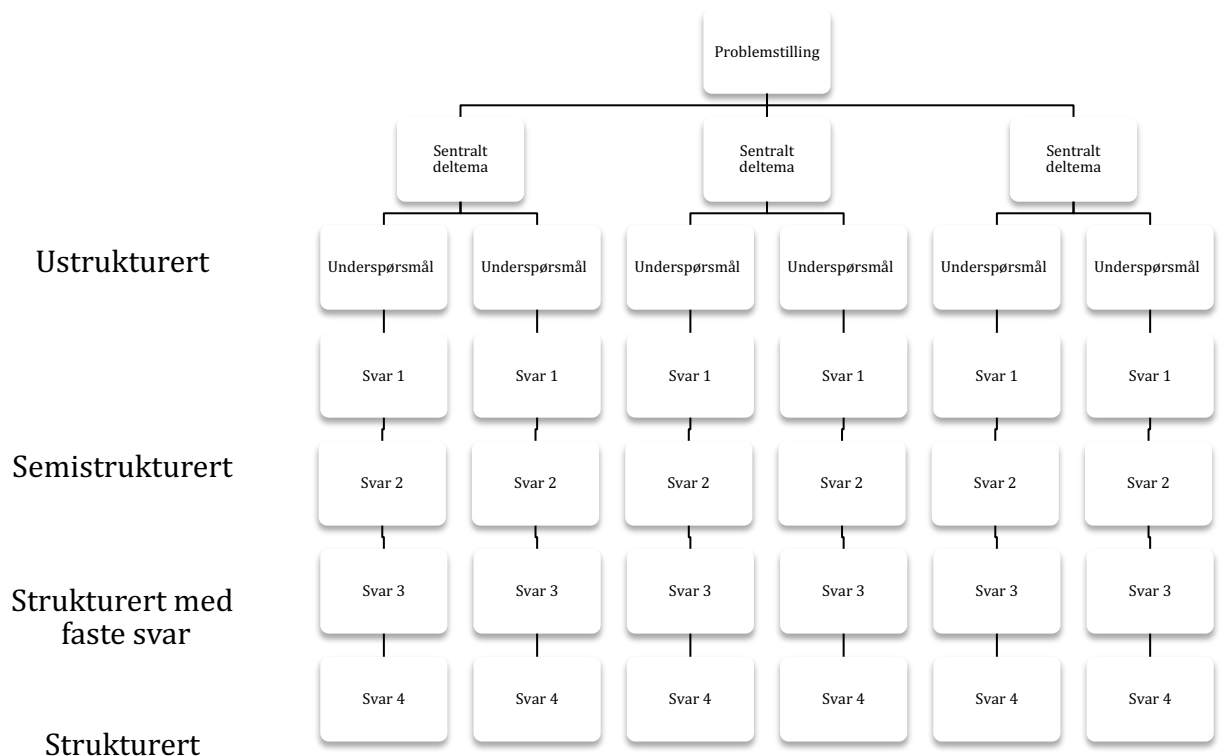 Problemstilling
Sentralt
deltema
Sentralt
deltema
Sentralt
deltema
Ustrukturert
Underspørsmål
Underspørsmål
Underspørsmål
Underspørsmål
Underspørsmål
Underspørsmål
Svar 1
Svar 1
Svar 1
Svar 1
Svar 1
Svar 1
Semistrukturert
Svar 2
Svar 2
Svar 2
Svar 2
Svar 2
Svar 2
Strukturert med
faste svar
Svar 3
Svar 3
Svar 3
Svar 3
Svar 3
Svar 3
Svar 4
Svar 4
Svar 4
Svar 4
Svar 4
Svar 4
Strukturert